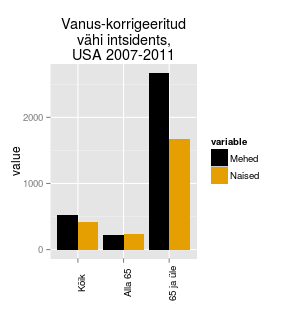 Vanus-korrigeeritud
vähi intsidents,
USA 2007-2011
value
2000
1000
0
Kõik
Alla 65
65 ja üle
variable
Mehed
Naised